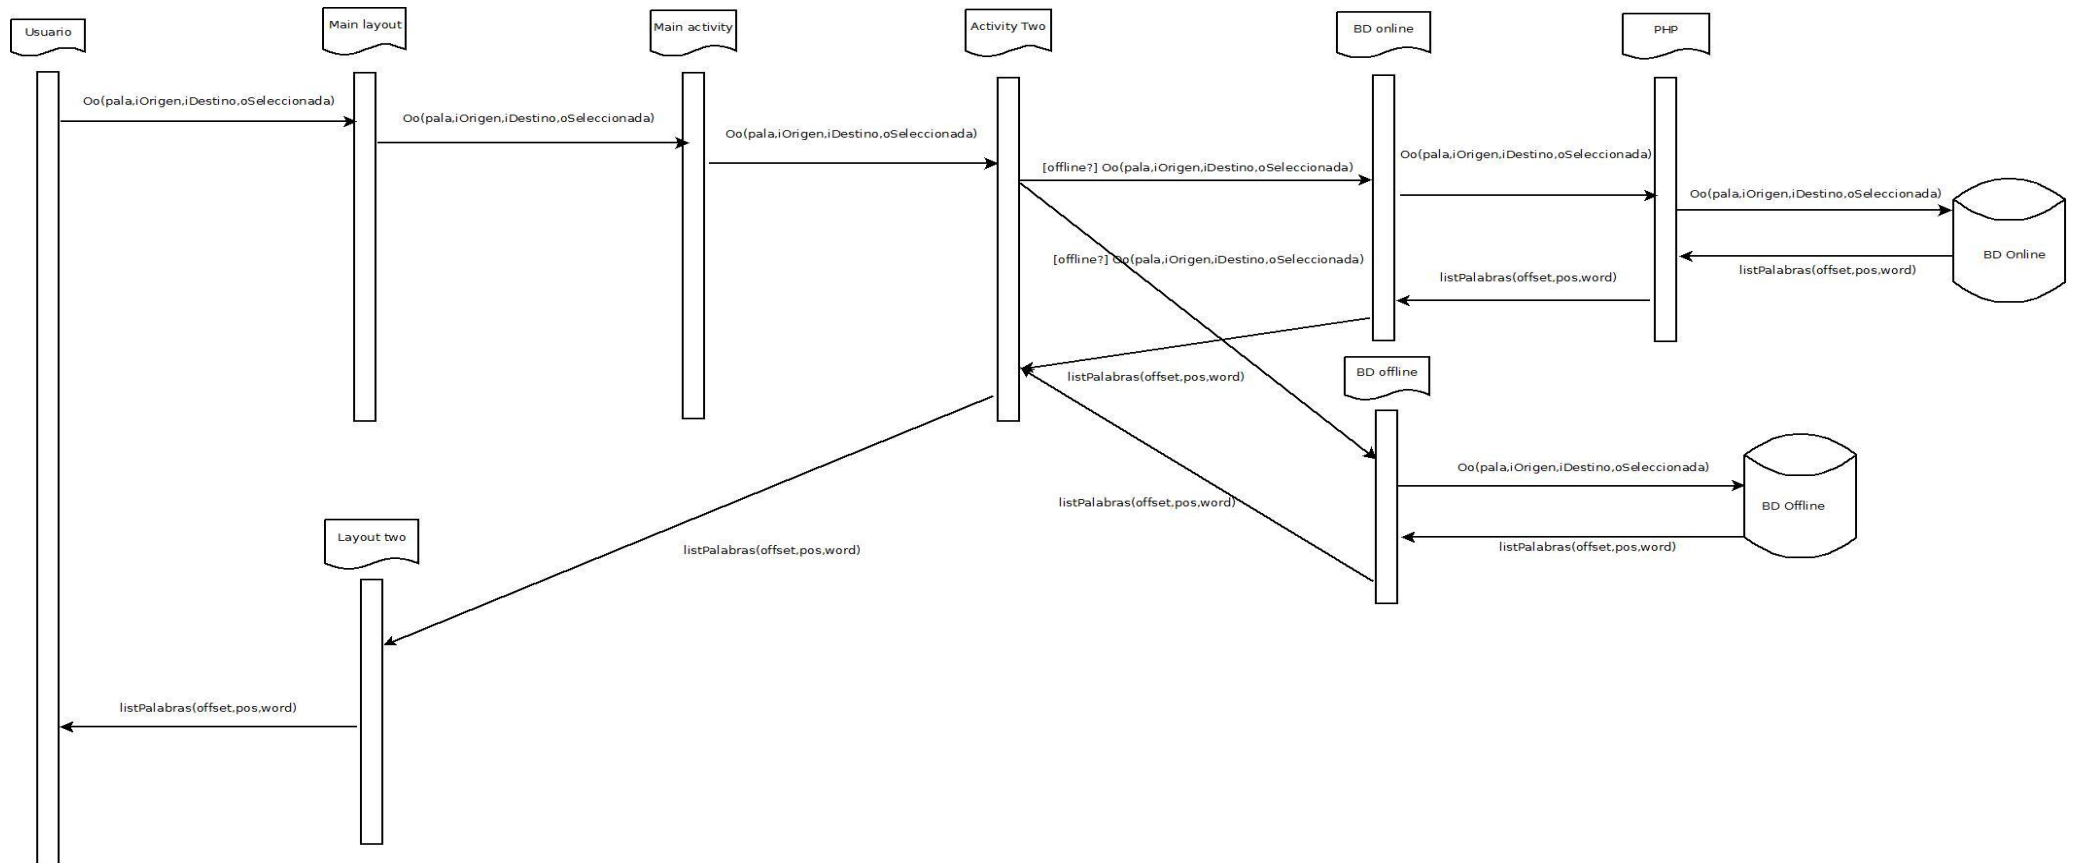 Usuario
Main layout
Main activity
Activity Two
BD online
PHP
Oo(pala,iOrigen,iDestino,oSeleccionada)
Oo(pala,iOrigen,iDestino,oSeleccionada)
Oo(pala,iOrigen,iDestino,oSeleccionada)
[offline?] Oo(pala,iOrigen,iDestino,oSeleccionada)
Oo(pala,iOrigen,iDestino,oSeleccionada)
Oo(pala,iOrigen,iDestino,oSeleccionada)
BD Online
[offline?] Oo(pala,iOrigen,iDestino,oSeleccionada)
listPalabras(offset,pos,word)
listPalabras(offset,pos,word)
listPalabras(offset,pos,word)
BD offline
Oo(pala,iOrigen,iDestino,oSeleccionada)
BD Offline
listPalabras(offset,pos,word)
listPalabras(offset,pos,word)
Layout two
listPalabras(offset,pos,word)
listPalabras(offset,pos,word)